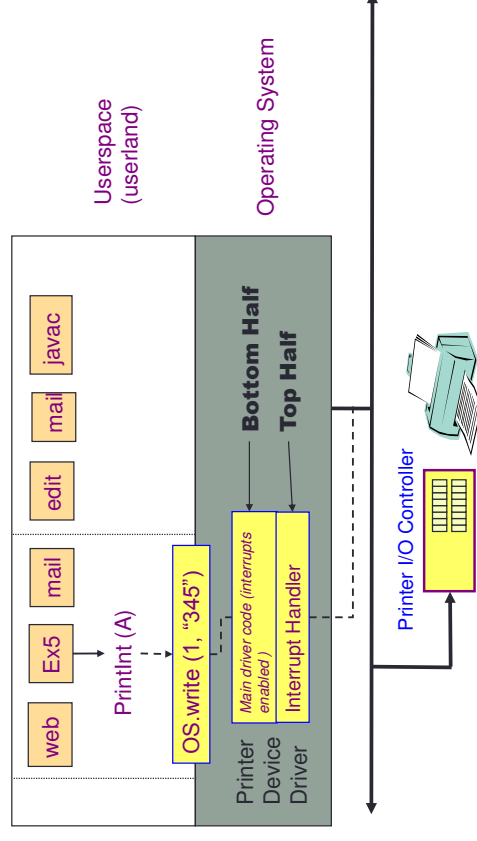 web
Ex5
mail
edit
mail
javac
Userspace
(userland)
PrintInt (A)
OS.write (1, “345”)
Operating System
Printer
Device
Driver
Main driver code (interrupts
enabled )
Interrupt Handler
Bottom Half
Top Half
Printer I/O Controller